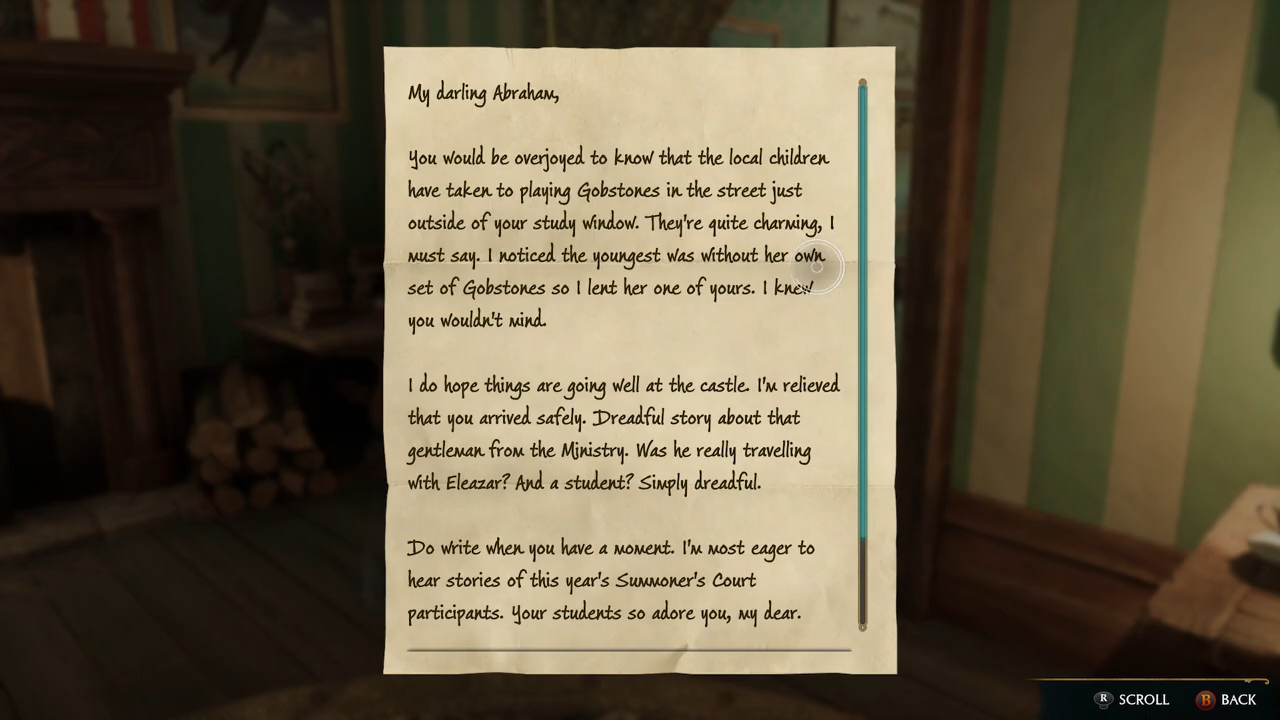 My darling Abraham,
You would be overjoyed to know that the local children
have taken to playing Gobstones in the street just
outside of your study window. They're quite charming, I
must say. I noticed the youngest was without her own
set of Gobstones so I lent her one of yours. I knew
you wouldn't mind.
I do hope things are going well at the castle. I'm relieved
that you arrived safely. Dreadful story about that
gentleman from the Ministry. Was he really travelling
with Eleazar? And a student? Simply dreadful.
Do write when you have a moment. I'm most eager to
hear stories of this year's Summoner's Court
participants. Your students so adore you, my dear.
R SCROLL B BACK